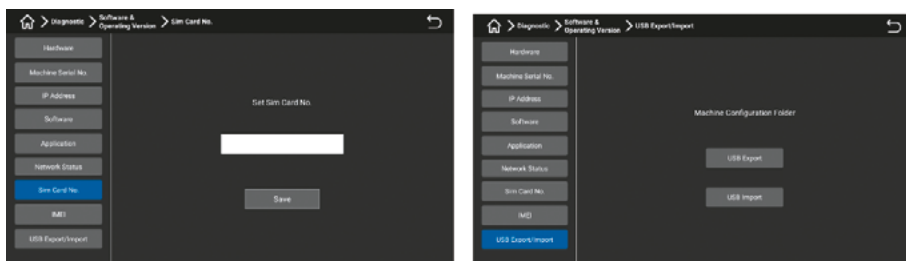 > Diagnostic > Software & Operating Version > Sim Card No.
Hardware
Machine Serial No.
IP Address
Software
Application
Network Status
Sim Card No.
IMEI
USB Export/Import
Set Sim Card No.
Save
> Diagnostic > Software & Operating Version > USB Export/Import
Hardware
Machine Serial No.
IP Address
Software
Application
Network Status
Sim Card No.
IMEI
USB Export/Import
Machine Configuration Folder
USB Export
USB Import